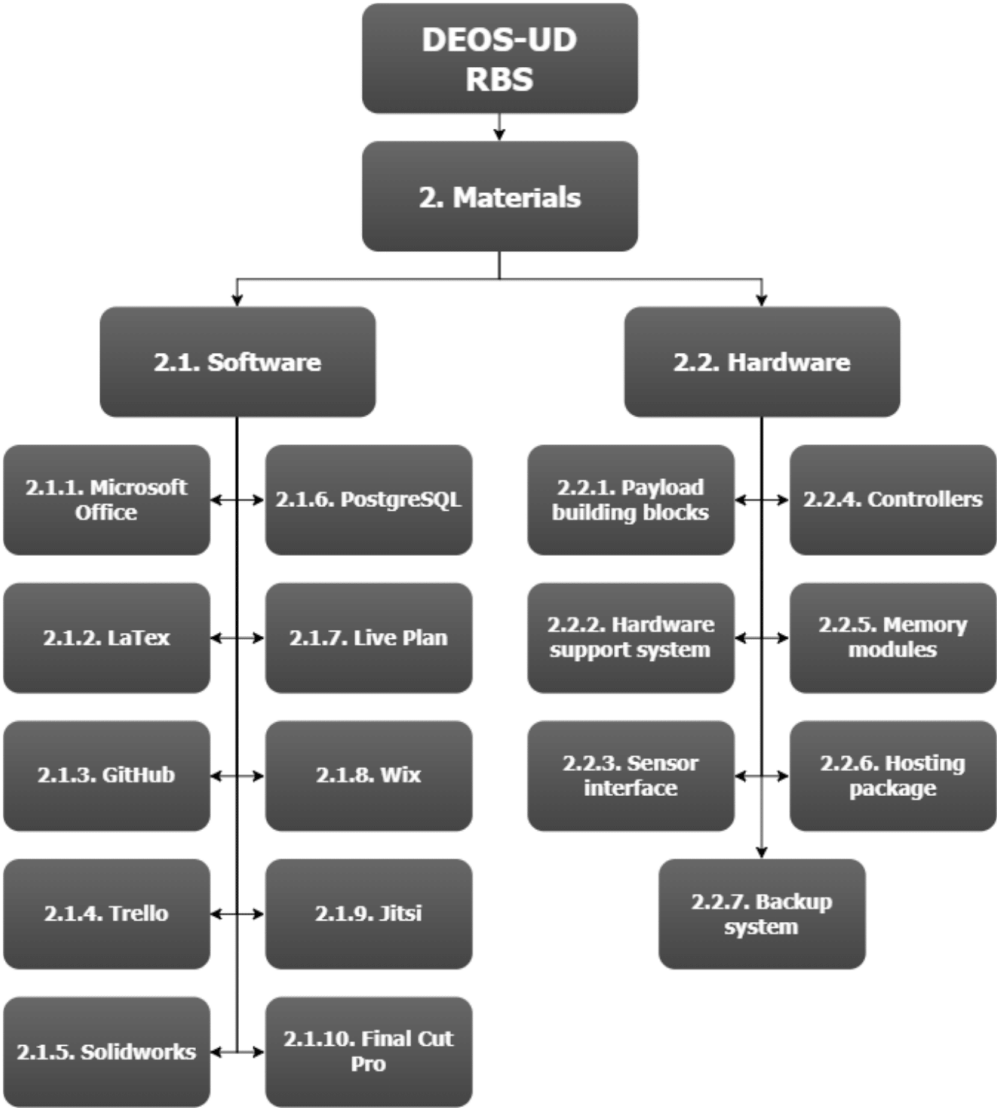 DEOS-UD
RBS
2. Materials
2.1. Software
2.2. Hardware
2.1.1. Microsoft
Office
2.1.6. PostgreSQL
2.2.1. Payload
building blocks
2.2.4. Controllers
2.1.2. LaTex
2.1.7. Live Plan
2.2.2. Hardware
support system
2.2.5. Memory
modules
2.1.3. GitHub
2.1.8. Wix
2.2.3. Sensor
interface
2.2.6. Hosting
package
2.1.4. Trello
2.1.9. Jitsi
2.2.7. Backup
system
2.1.5. Solidworks
2.1.10. Final Cut
Pro